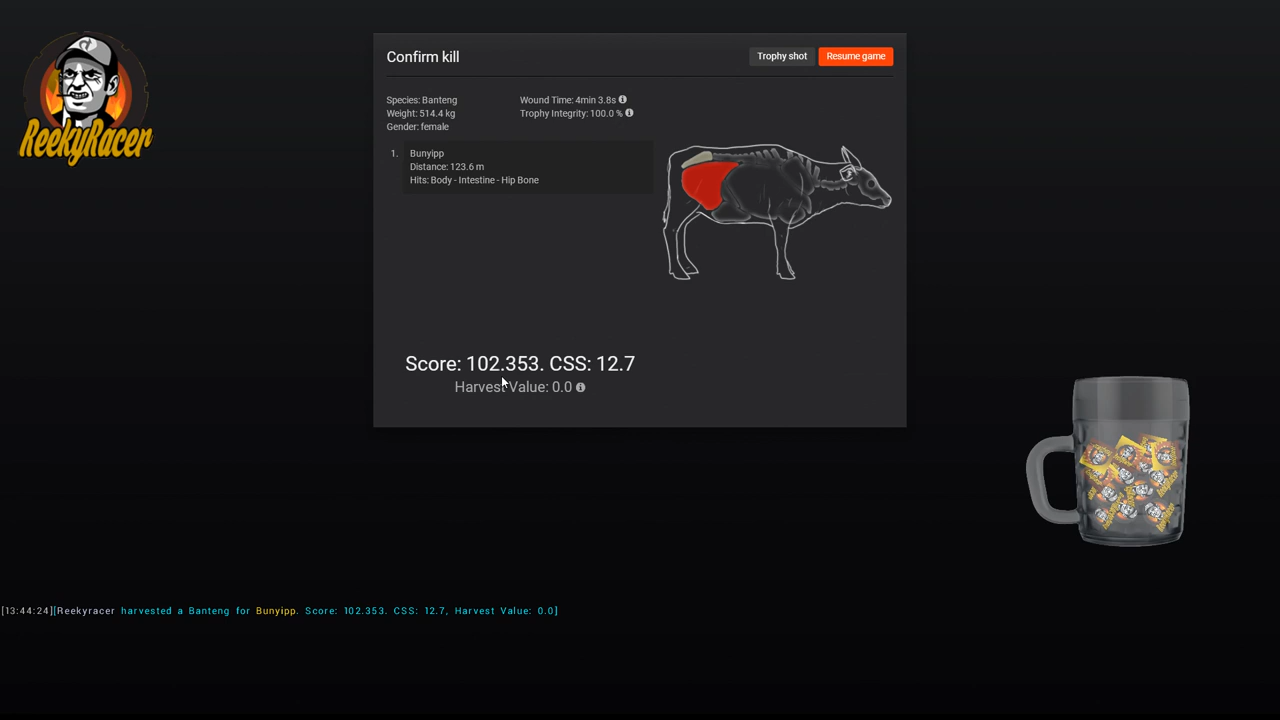 ReekyRacer
Confirm kill
Trophy shot
Resume game
Species: Banteng
Weight: 514.4 kg
Gender: female
Wound Time: 4min 3.8s
Trophy Integrity: 100.0 %
1.
Bunyipp
Distance: 123.6 m
Hits: Body - Intestine - Hip Bone
Score: 102.353. CSS: 12.7
Harvest Value: 0.0
[13:44:24][Reekyracer harvested a Banteng for Bunyipp. Score: 102.353. CSS: 12.7, Harvest Value: 0.0]